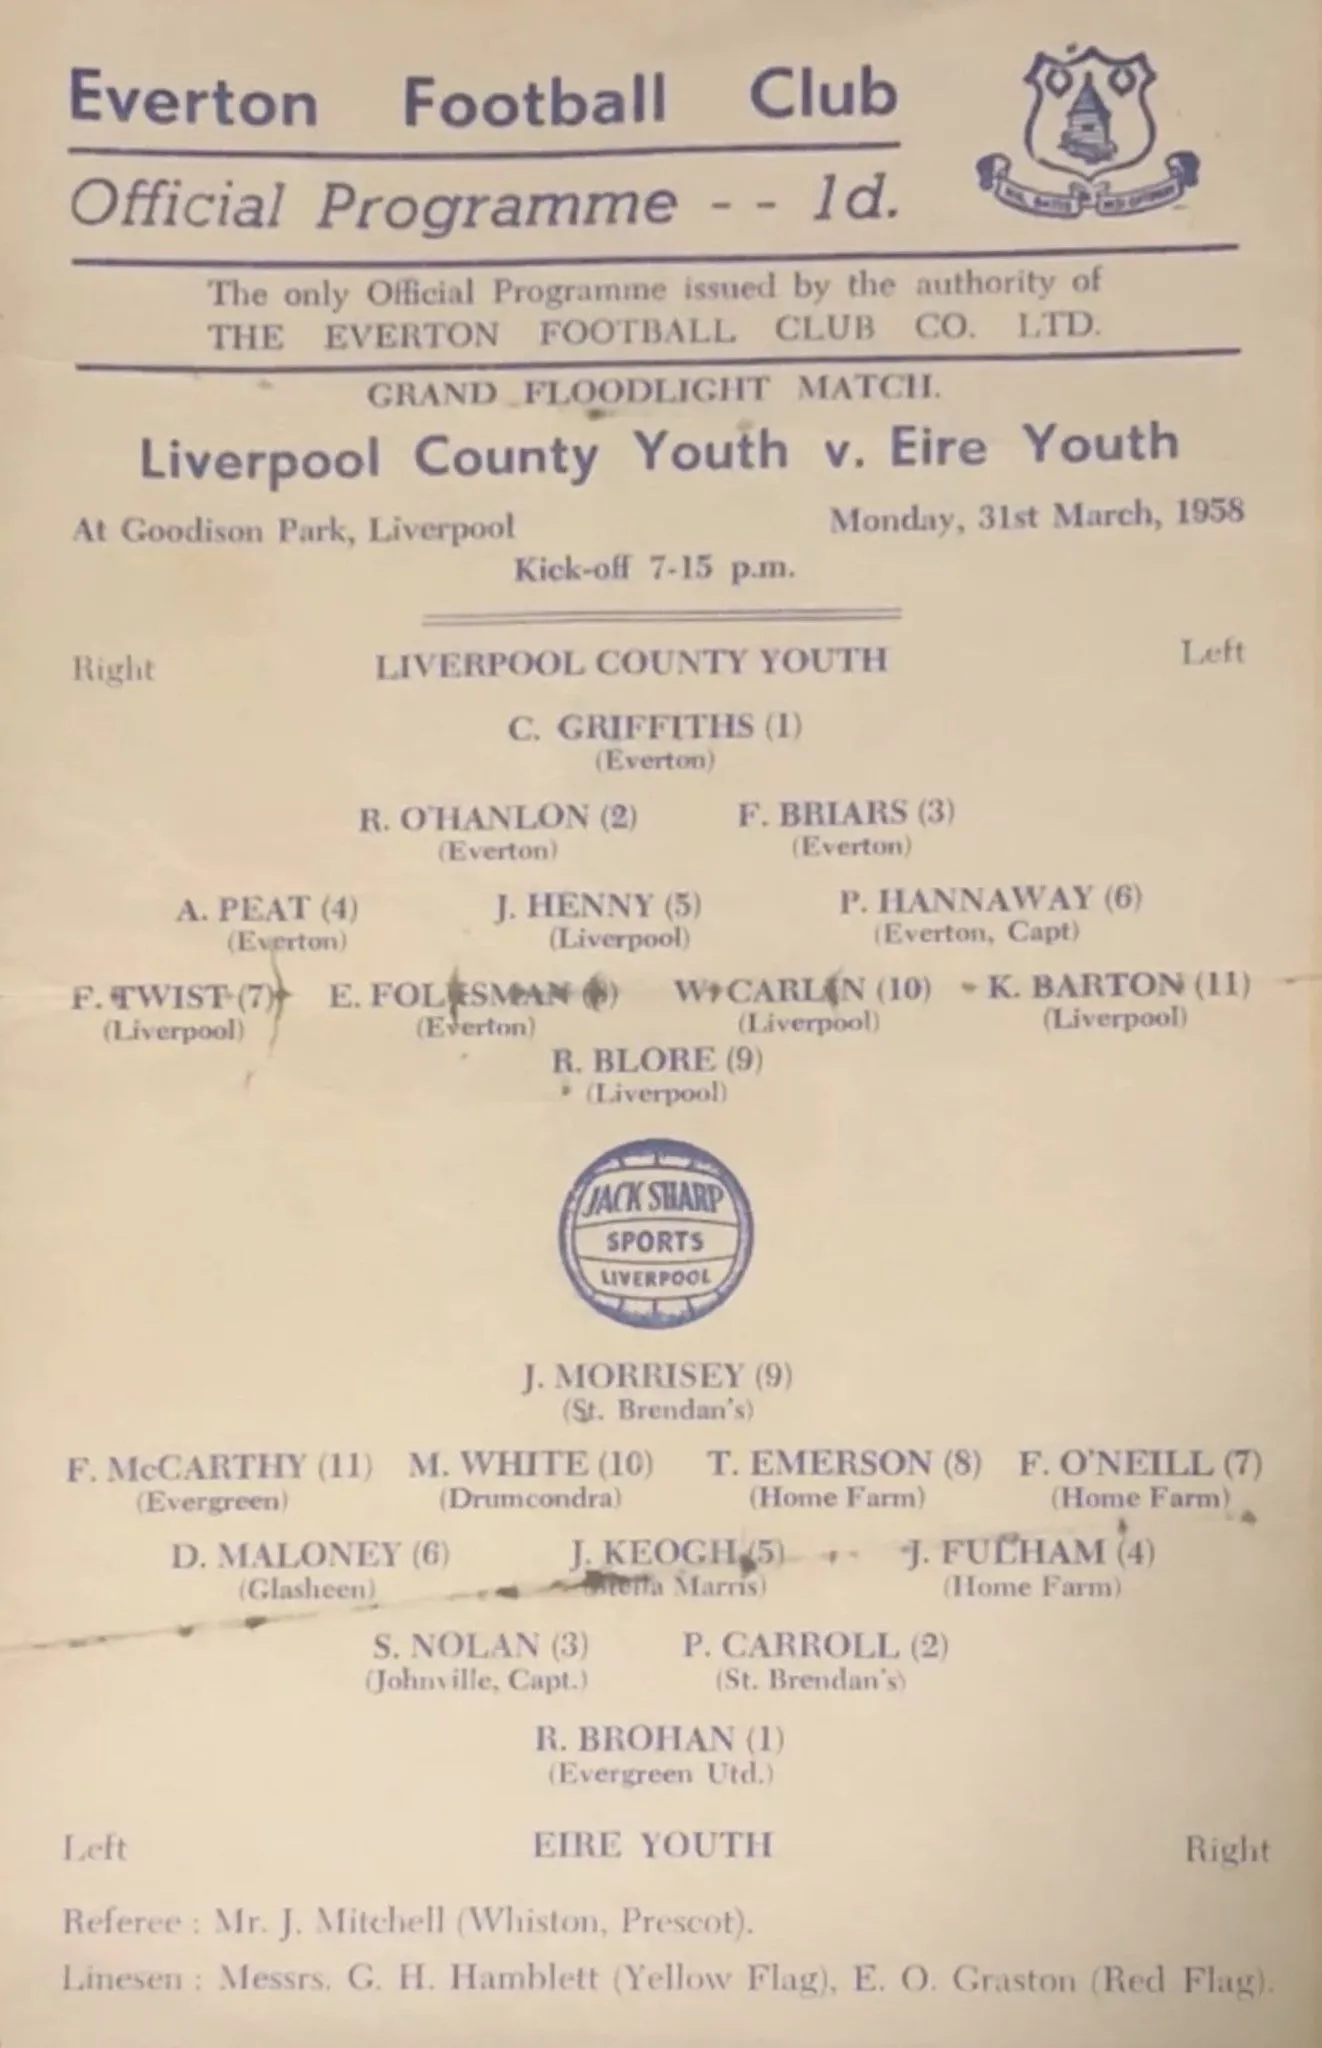 Everton Football Club
Official Programme - - 1d.
The only Official Programme issued by the authority of
THE EVERTON FOOTBALL CLUB CO. LTD.
GRAND FLOODLIGHT MATCH.
Liverpool County Youth v. Eire Youth
At Goodison Park, Liverpool Monday, 31st March, 1958
Kick-off 7-15 p.m.
Right LIVERPOOL COUNTY YOUTH Left
C. GRIFFITHS (1)
(Everton)
R. O'HANLON (2) F. BRIARS (3)
(Everton) (Everton)
A. PEAT (4) J. HENNY (5) P. HANNAWAY (6)
(Everton) (Liverpool) (Everton, Capt)
F. TWIST (7) E. (8) W. CARLIN (10) K. BARTON (11)
(Liverpool) (Everton) (Liverpool) (Liverpool)
R. BLORE (9)
(Liverpool)
JACK SHARP
SPORTS
LIVERPOOL
J. MORRISEY (9)
(St. Brendan's)
F. McCARTHY (11) M. WHITE (10) T. EMERSON (8) F. O'NEILL (7)
(Evergreen) (Drumcondra) (Home Farm) (Home Farm)
D. MALONEY (6) J. KEOGH (5) J. FULHAM (4)
(Glasheen) (Stella Marris) (Home Farm)
S. NOLAN (3) P. CARROLL (2)
(Johnville, Capt.) (St. Brendan's)
R. BROHAN (1)
(Evergreen Utd.)
Left EIRE YOUTH Right
Referee : Mr. J. Mitchell (Whiston, Prescot).
Linesen : Messrs. G. H. Hamblett (Yellow Flag), E. O. Graston (Red Flag).